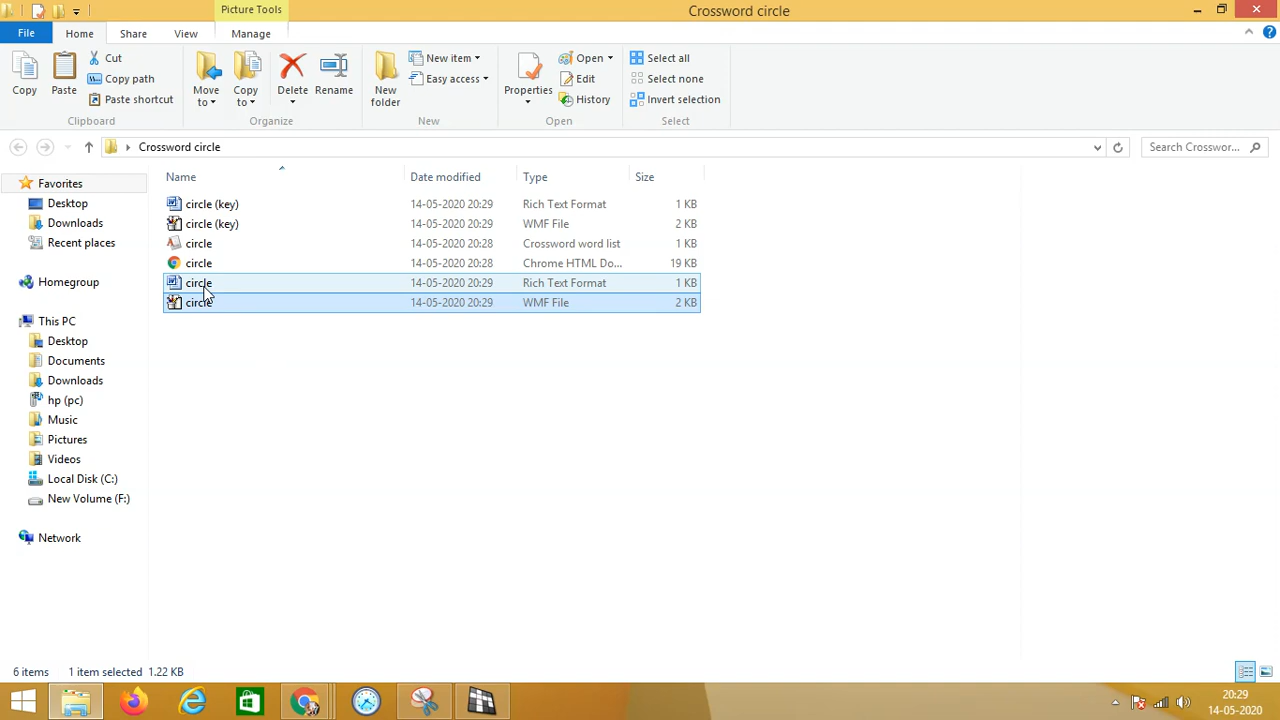 Picture Tools
Crossword circle
File
Home
Share
View
Manage
Copy
Paste
Cut
Copy path
Paste shortcut
Clipboard
Move to
Copy to
Delete
Rename
Organize
New folder
New item
Easy access
New
Properties
Open
Edit
History
Open
Select all
Select none
Invert selection
Select
Crossword circle
Search Crosswor...
Name Date modified Type Size
circle (key) 14-05-2020 20:29 Rich Text Format 1 KB
circle (key) 14-05-2020 20:29 WMF File 2 KB
circle 14-05-2020 20:28 Crossword word list 1 KB
circle 14-05-2020 20:28 Chrome HTML Do... 19 KB
circle 14-05-2020 20:29 Rich Text Format 1 KB
circle 14-05-2020 20:29 WMF File 2 KB
Favorites
Desktop
Downloads
Recent places
Homegroup
This PC
Desktop
Documents
Downloads
hp (pc)
Music
Pictures
Videos
Local Disk (C:)
New Volume (F:)
Network
6 items 1 item selected 1.22 KB
20:29
14-05-2020